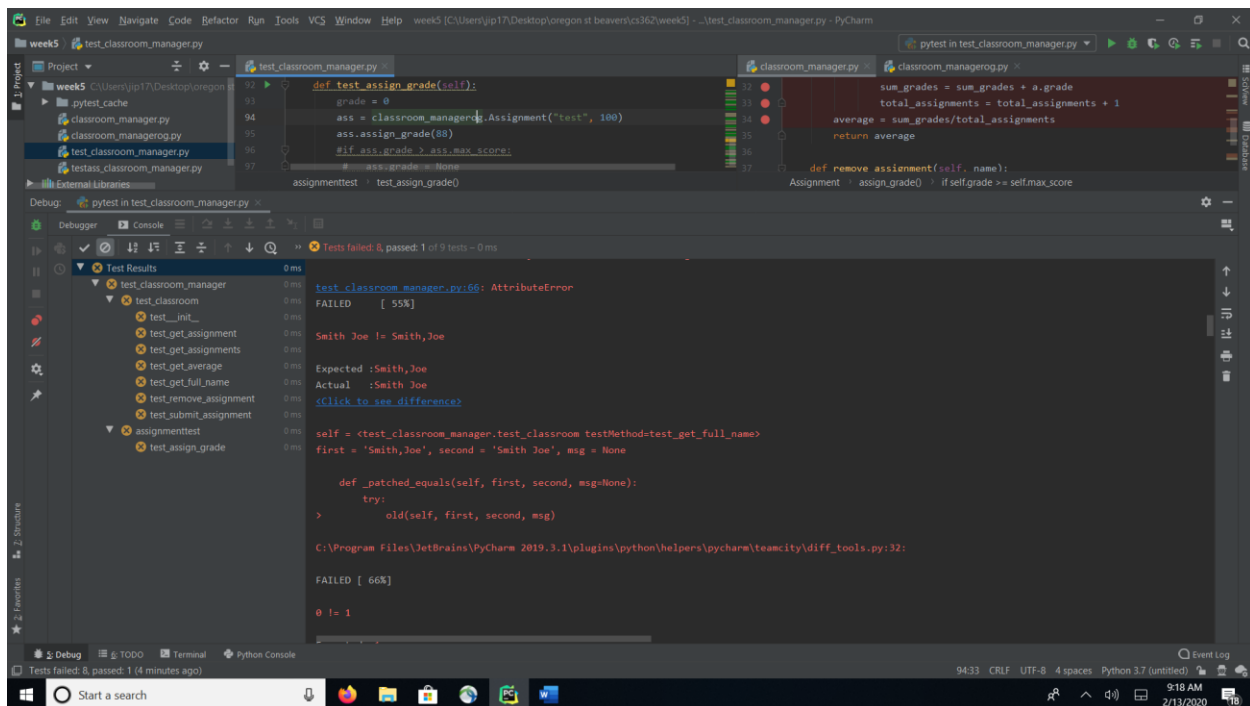 File Edit View Navigate Code Refactor Run Tools VCS Window Help week5 [C:\Users\jip17\Desktop\oregon st beavers\cs362\week5] - ...\test_classroom_manager.py - PyCharm
week5 test_classroom_manager.py
pytest in test_classroom_manager.py
Project
test_classroom_manager.py
classroom_manager.py classroom_managerog.py
1: Project
week5 C:\Users\jip17\Desktop\oregon st
.pytest_cache
classroom_manager.py
classroom_managerog.py
test_classroom_manager.py
testass_classroom_manager.py
External Libraries
92 def test_assign_grade(self):
93 grade = 0
94 ass = classroom_managerog.Assignment("test", 100)
95 ass.assign_grade(88)
96 #if ass.grade > ass.max_score:
97 # ass.grade = None
assignmenttest test_assign_grade()
32 sum_grades = sum_grades + a.grade
33 total_assignments = total_assignments + 1
34 average = sum_grades/total_assignments
35 return average
36
37 def remove_assignment(self, name):
Assignment assign_grade() if self.grade >= self.max_score
SciView
Database
Debug: pytest in test_classroom_manager.py
Debugger Console
Tests failed: 8, passed: 1 of 9 tests – 0 ms
Test Results 0 ms
test_classroom_manager 0 ms
test_classroom 0 ms
test__init_ 0 ms
test_get_assignment 0 ms
test_get_assignments 0 ms
test_get_average 0 ms
test_get_full_name 0 ms
test_remove_assignment 0 ms
test_submit_assignment 0 ms
assignmenttest 0 ms
test_assign_grade 0 ms
test_classroom_manager.py:66: AttributeError
FAILED [ 55%]
Smith Joe != Smith,Joe
Expected :Smith,Joe
Actual :Smith Joe
<Click to see difference>
self = <test_classroom_manager.test_classroom testMethod=test_get_full_name>
first = 'Smith,Joe', second = 'Smith Joe', msg = None
def _patched_equals(self, first, second, msg=None):
try:
> old(self, first, second, msg)
C:\Program Files\JetBrains\PyCharm 2019.3.1\plugins\python\helpers\pycharm\teamcity\diff_tools.py:32:
FAILED [ 66%]
0 != 1
Z: Structure
2: Favorites
5: Debug 6: TODO Terminal Python Console
Event Log
Tests failed: 8, passed: 1 (4 minutes ago)
94:33 CRLF UTF-8 4 spaces Python 3.7 (untitled)
Start a search
9:18 AM
2/13/2020
18